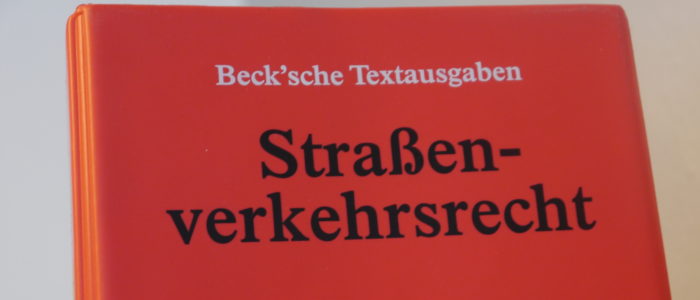 Beck'sche Textausgaben
Straßen-
verkehrsrecht